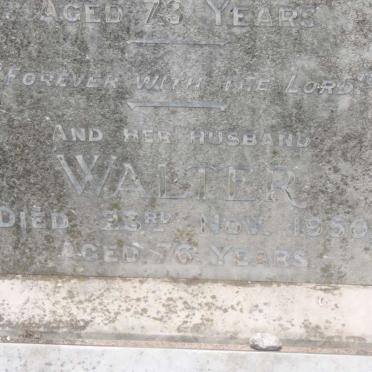 AGED 73 YEARS
"FOREVER WITH THE LORD"
AND HER HUSBAND
WALTER
DIED 23RD NOV. 1950
AGED 76 YEARS